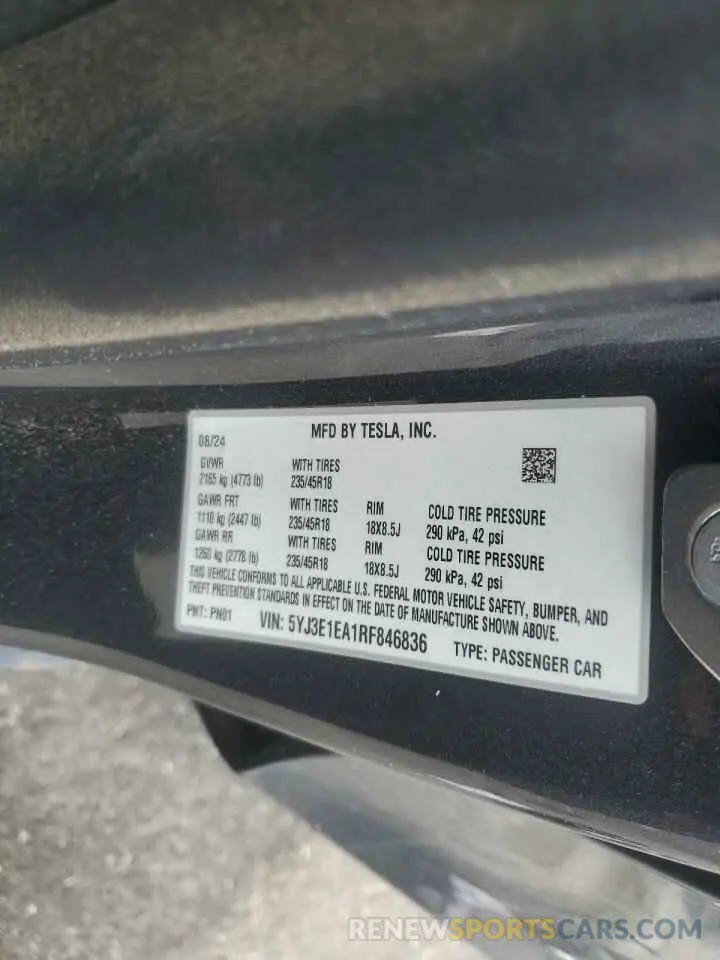 MFD BY TESLA, INC.
08/24
GVWR WITH TIRES
2165 kg (4773 lb) 235/45R18
GAWR FRT WITH TIRES RIM COLD TIRE PRESSURE
1110 kg (2447 lb) 235/45R18 18X8.5J 290 kPa, 42 psi
GAWR RR WITH TIRES RIM COLD TIRE PRESSURE
1260 kg (2778 lb) 235/45R18 18X8.5J 290 kPa, 42 psi
THIS VEHICLE CONFORMS TO ALL APPLICABLE U.S. FEDERAL MOTOR VEHICLE SAFETY, BUMPER, AND
THEFT PREVENTION STANDARDS IN EFFECT ON THE DATE OF MANUFACTURE SHOWN ABOVE.
PNT: PN01 VIN: 5YJ3E1EA1RF846836 TYPE: PASSENGER CAR
RENEWSPORTSCARS.COM